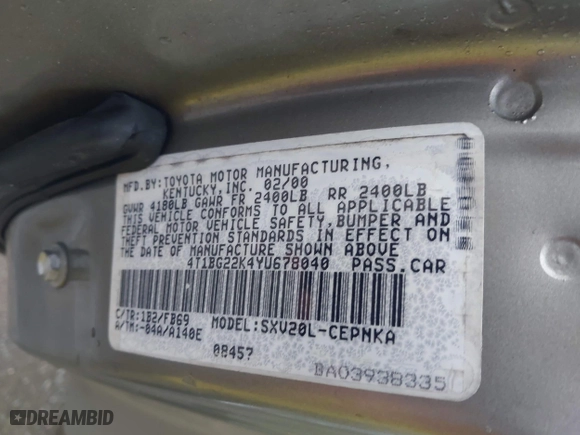 MFD.BY:TOYOTA MOTOR MANUFACTURING,
KENTUCKY,INC. 02/00
GVWR 4180LB GAWR FR 2400LB RR 2400LB
THIS VEHICLE CONFORMS TO ALL APPLICABLE
FEDERAL MOTOR VEHICLE SAFETY,BUMPER AND
THEFT PREVENTION STANDARDS IN EFFECT ON
THE DATE OF MANUFACTURE SHOWN ABOVE
4T1BG22K4YU678040 PASS.CAR
C/TR:1B2/FB69 MODEL:SXV20L-CEPNKA
A/TM:-04A/A140E
08457
DA03938335
DREAMBID